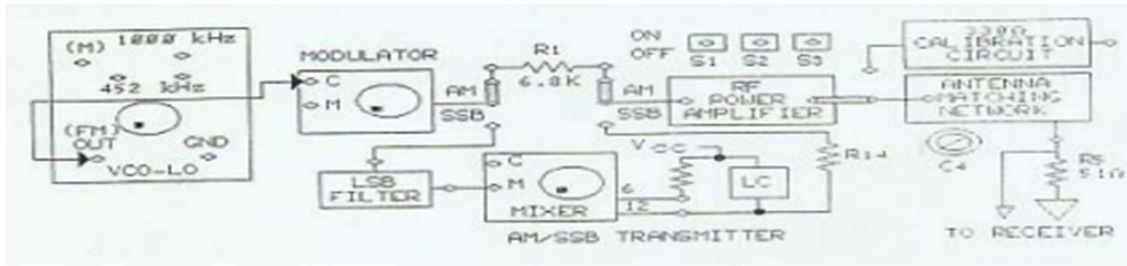 (M) 1000 kHz
452 kHz
(FM)
OUT
GND
VCO-LO
MODULATOR
C
M
AM
SSB
R1
6.8K
AM
SSB
ON
OFF
S1 S2 S3
RF
POWER
AMPLIFIER
330Ω
CALIBRATION
CIRCUIT
ANTENNA
MATCHING
NETWORK
C4
R5
51Ω
TO RECEIVER
LSB
FILTER
C
M
MIXER
6
12
VCC
LC
R14
AM/SSB TRANSMITTER